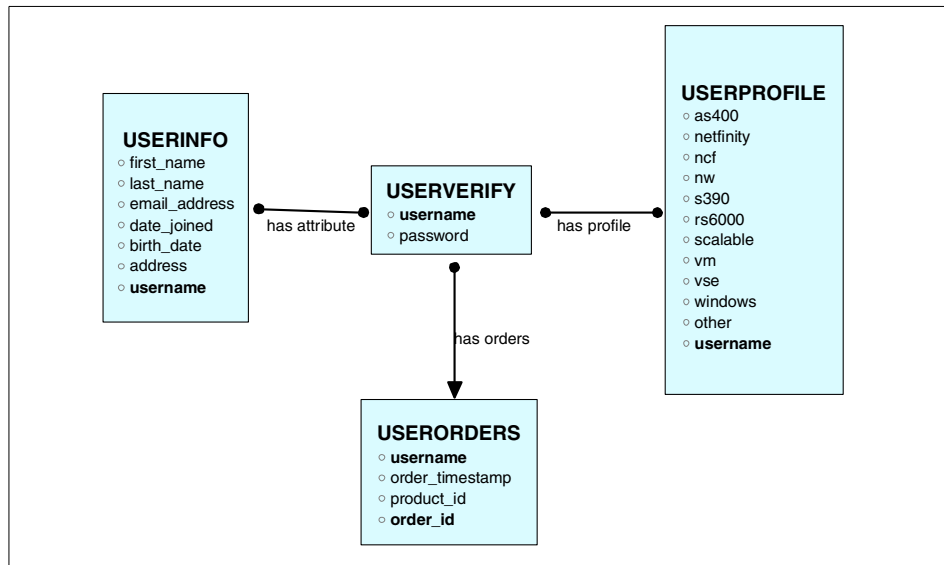 USERINFO
first_name
last_name
email_address
date_joined
birth_date
address
username
has attribute
USERVERIFY
username
password
has profile
USERPROFILE
as400
netfinity
ncf
nw
s390
rs6000
scalable
vm
vse
windows
other
username
has orders
USERORDERS
username
order_timestamp
product_id
order_id